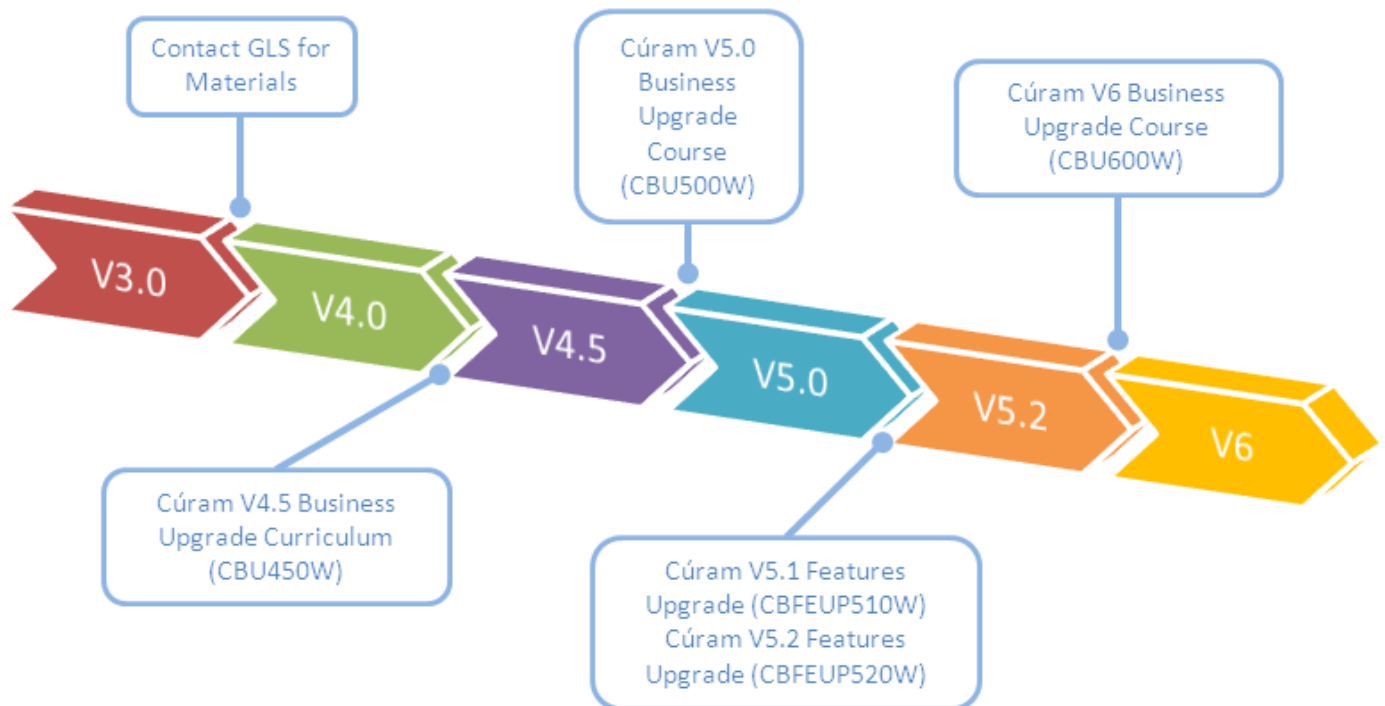 Contact GLS for
Materials
Cúram V5.0
Business
Upgrade
Course
(CBU500W)
Cúram V6 Business
Upgrade Course
(CBU600W)
V3.0
V4.0
V4.5
V5.0
V5.2
V6
Cúram V4.5 Business
Upgrade Curriculum
(CBU450W)
Cúram V5.1 Features
Upgrade (CBFEUP510W)
Cúram V5.2 Features
Upgrade (CBFEUP520W)